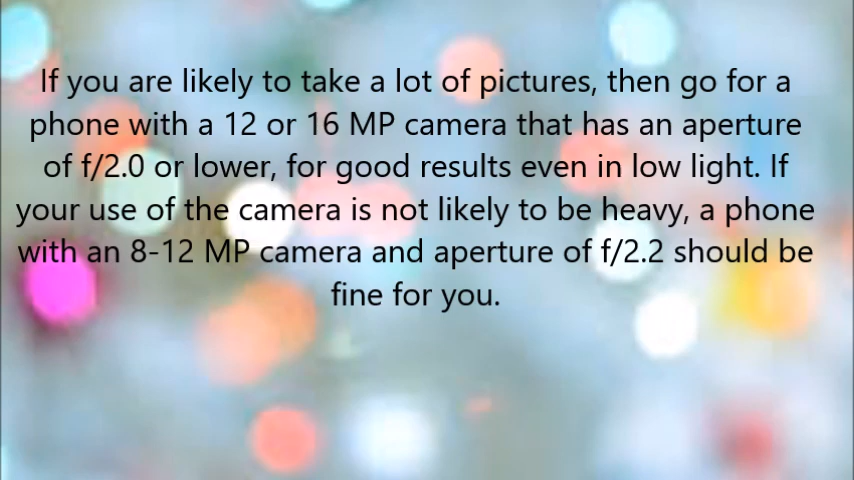 If you are likely to take a lot of pictures, then go for a
phone with a 12 or 16 MP camera that has an aperture
of f/2.0 or lower, for good results even in low light. If
your use of the camera is not likely to be heavy, a phone
with an 8-12 MP camera and aperture of f/2.2 should be
fine for you.